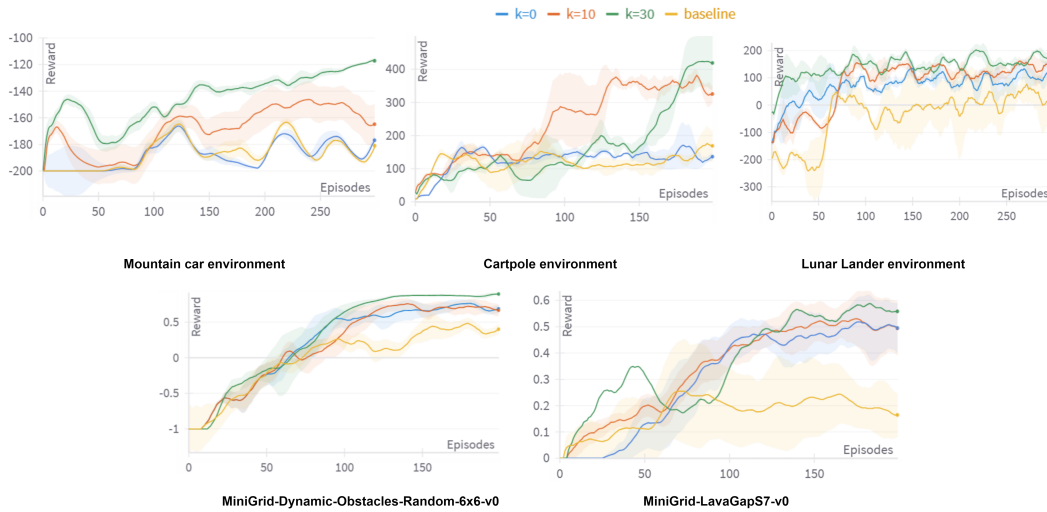 k=0 k=10 k=30 baseline
-100
-120
-140
-160
-180
-200
Reward
Episodes
0 50 100 150 200 250
Mountain car environment
400
300
200
100
0
Reward
Episodes
0 50 100 150
Cartpole environment
200
100
0
-100
-200
-300
Reward
Episodes
0 50 100 150 200 250
Lunar Lander environment
0.5
0
-0.5
-1
Reward
Episodes
50 100 150
MiniGrid-Dynamic-Obstacles-Random-6x6-v0
0.6
0.5
0.4
0.3
0.2
0.1
0
Reward
Episodes
0 50 100 150
MiniGrid-LavaGapS7-v0